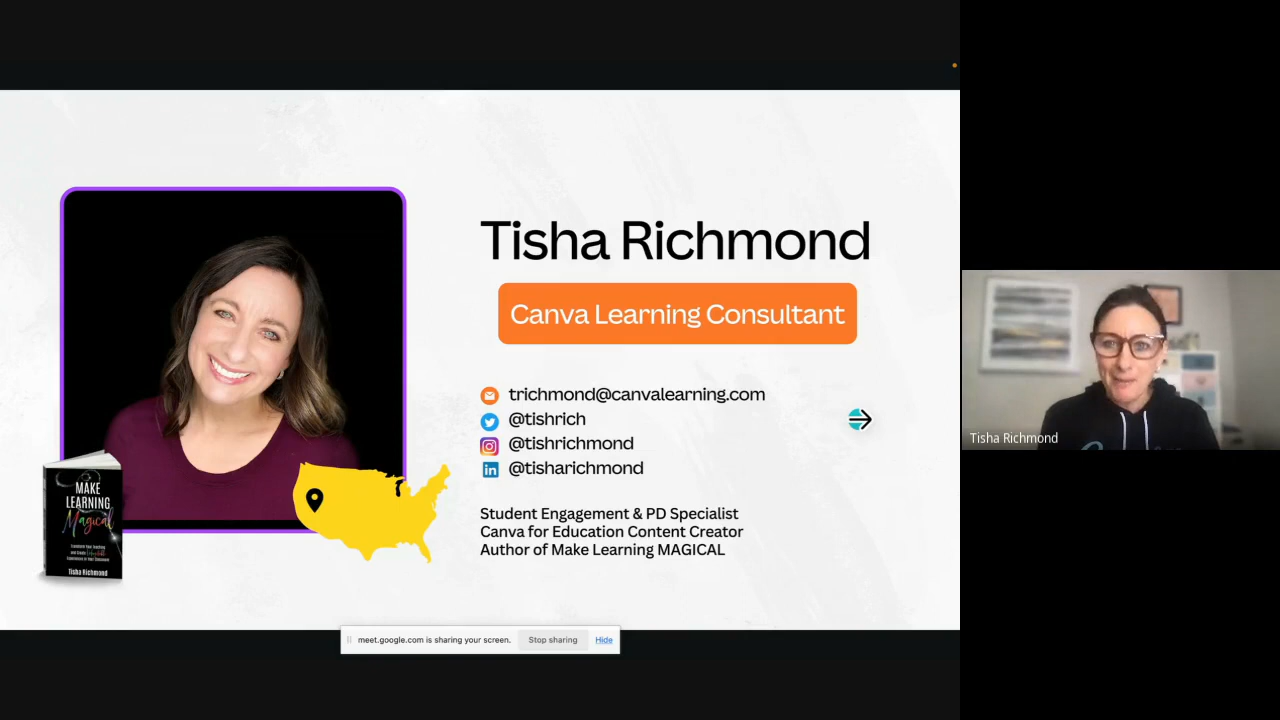 Tisha Richmond
Canva Learning Consultant
trichmond@canvalearning.com
@tishrich
@tishrichmond
in @tisharichmond
Student Engagement & PD Specialist
Canva for Education Content Creator
Author of Make Learning MAGICAL
MAKE
LEARNING
Magical
Tisha Richmond
meet.google.com is sharing your screen. Stop sharing Hide
Tisha Richmond